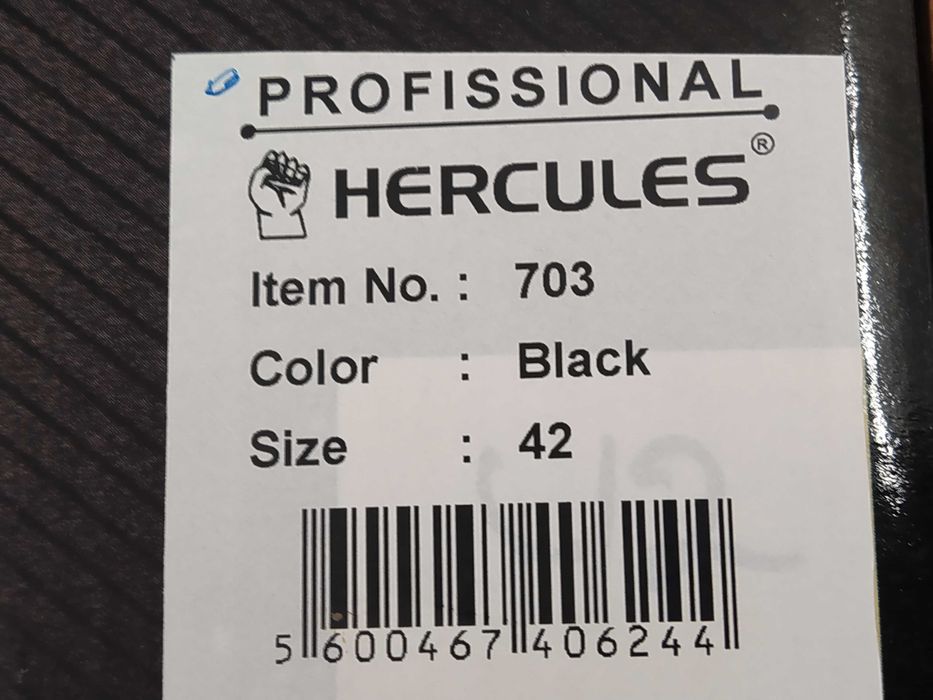 PROFISSIONAL
HERCULES®
Item No. : 703
Color : Black
Size : 42
5 600467 406244